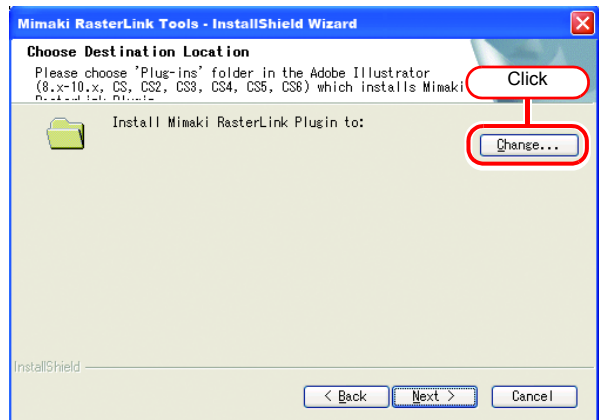 Mimaki RasterLink Tools - InstallShield Wizard
Choose Destination Location
Please choose 'Plug-ins' folder in the Adobe Illustrator
(8.x-10.x, CS, CS2, CS3, CS4, CS5, CS6) which installs Mimaki
Click
Install Mimaki RasterLink Plugin to:
Change...
InstallShield
< Back
Next >
Cancel